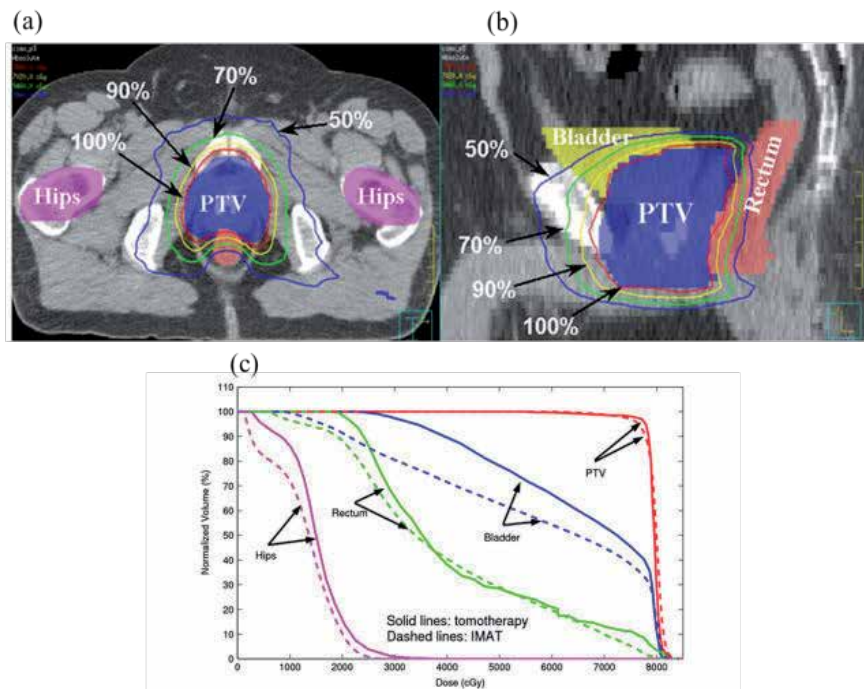 (a)
(b)
70%
90%
50%
100%
Hips
PTV
Hips
Absolute
50%
Bladder
Rectum
PTV
70%
90%
100%
Absolute
(c)
110
100
90
80
70
60
50
40
30
20
10
0
Normalized Volume (%)
PTV
Rectum
Bladder
Hips
Solid lines: tomotherapy
Dashed lines: IMAT
0 1000 2000 3000 4000 5000 6000 7000 8000
Dose (cGy)